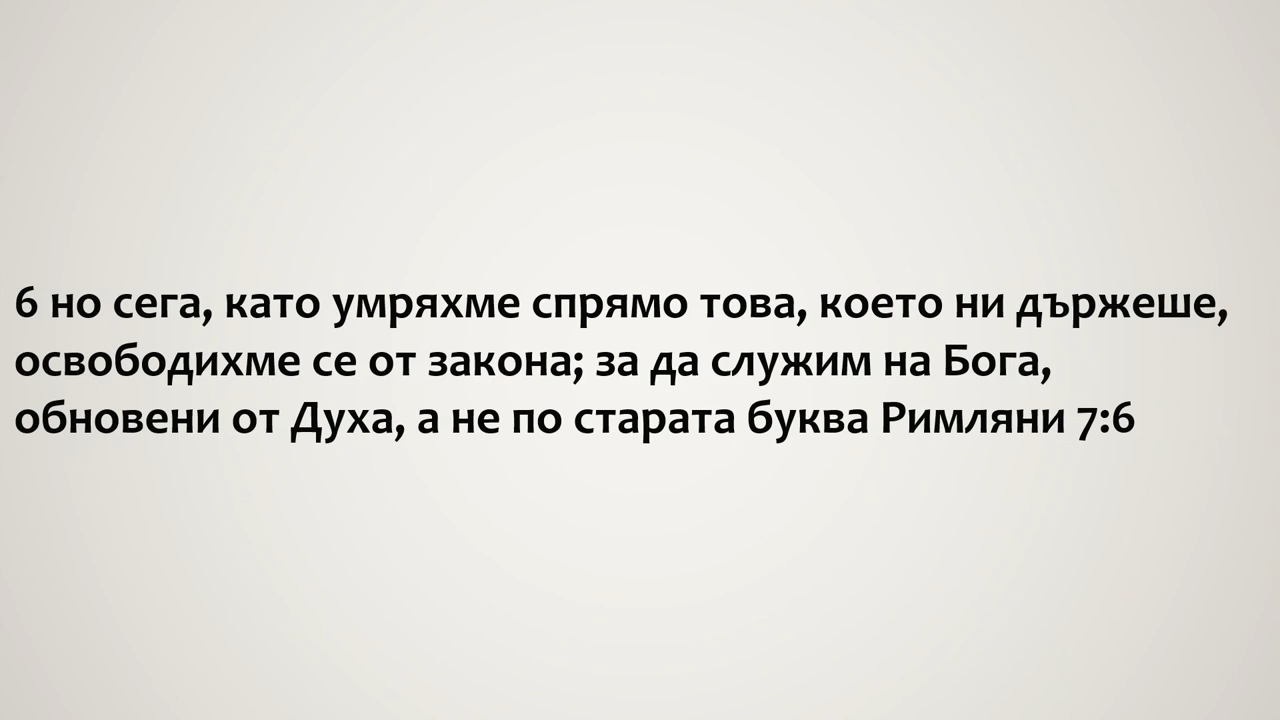 6 но сега, като умряхме спрямо това, което ни държеше,
освободихме се от закона; за да служим на Бога,
обновени от Духа, а не по старата буква Римляни 7:6